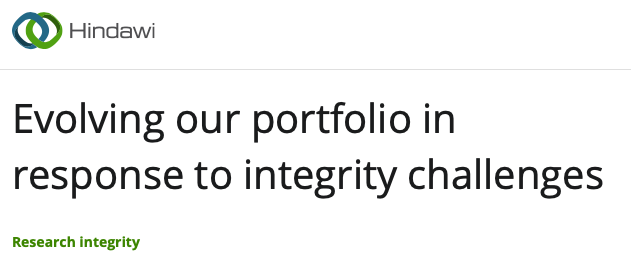 Hindawi
Evolving our portfolio in
response to integrity challenges
Research integrity